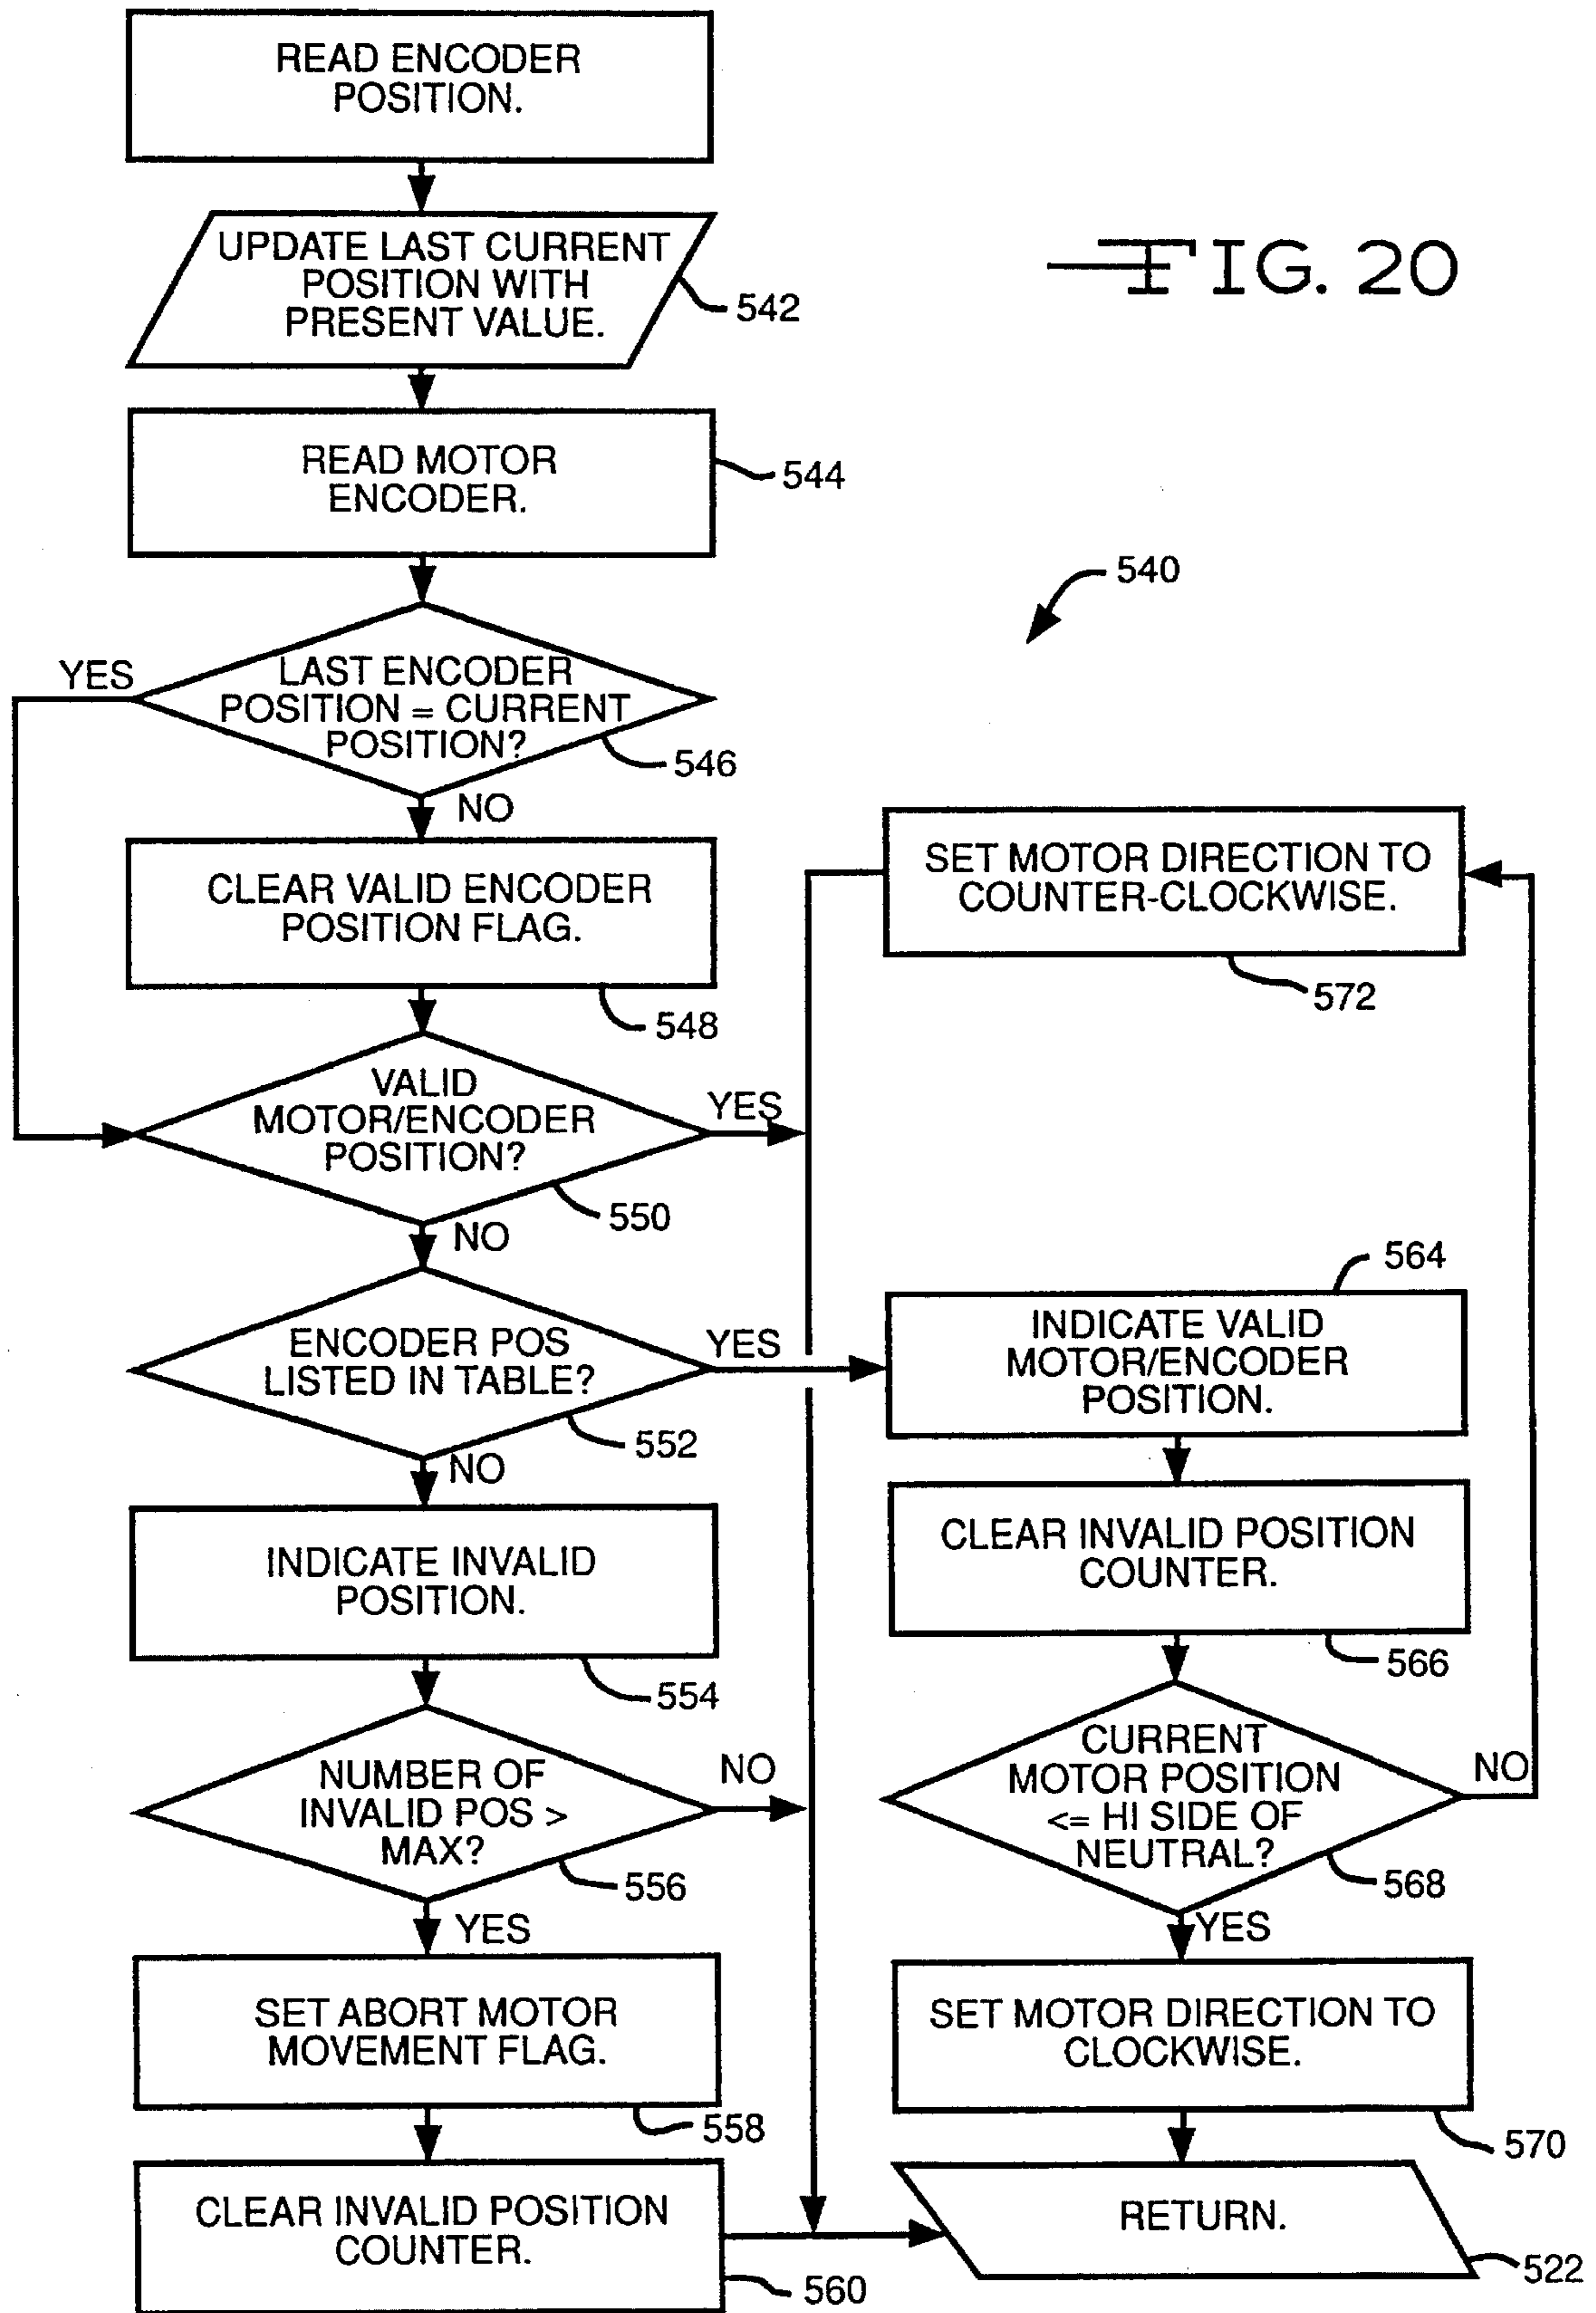 READ ENCODER
POSITION.
UPDATE LAST CURRENT
POSITION WITH
PRESENT VALUE.
542
FIG. 20
READ MOTOR
ENCODER.
544
540
YES
LAST ENCODER
POSITION = CURRENT
POSITION?
546
NO
CLEAR VALID ENCODER
POSITION FLAG.
548
SET MOTOR DIRECTION TO
COUNTER-CLOCKWISE.
572
VALID
MOTOR/ENCODER
POSITION?
YES
550
NO
ENCODER POS
LISTED IN TABLE?
YES
552
NO
564
INDICATE VALID
MOTOR/ENCODER
POSITION.
CLEAR INVALID POSITION
COUNTER.
566
INDICATE INVALID
POSITION.
554
NUMBER OF
INVALID POS >
MAX?
NO
556
YES
CURRENT
MOTOR POSITION
<= HI SIDE OF
NEUTRAL?
NO
568
YES
SET ABORT MOTOR
MOVEMENT FLAG.
558
SET MOTOR DIRECTION TO
CLOCKWISE.
570
CLEAR INVALID POSITION
COUNTER.
560
RETURN.
522